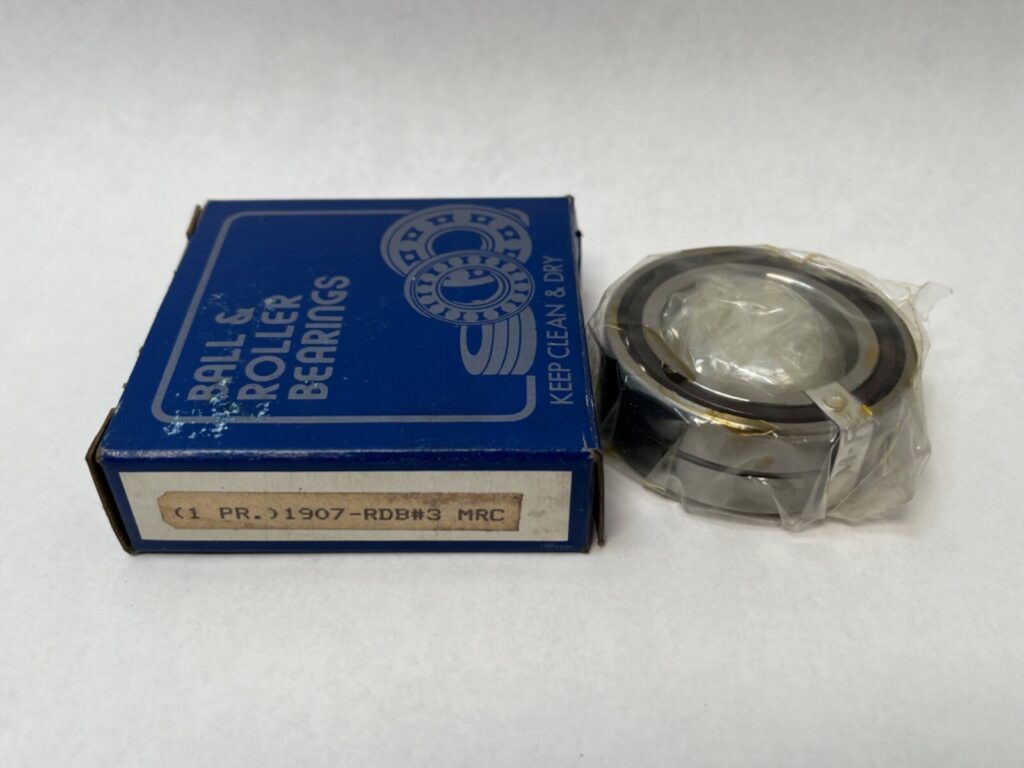 BALL &
ROLLER
BEARINGS
KEEP CLEAN & DRY
(1 PR.)1907-RDB#3 MRC